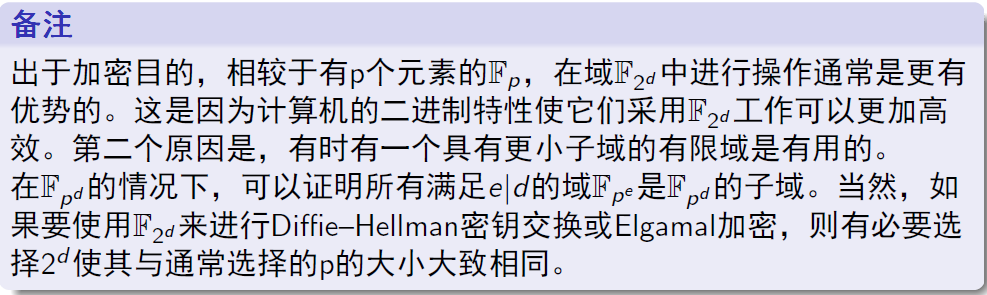 备注
出于加密目的，相较于有p个元素的𝔽ₚ，在域𝔽_{2^d}中进行操作通常是更有
优势的。这是因为计算机的二进制特性使它们采用𝔽_{2^d}工作可以更加高
效。第二个原因是，有时有一个具有更小子域的有限域是有用的。
在𝔽_{p^d}的情况下，可以证明所有满足e|d的域𝔽_{p^e}是𝔽_{p^d}的子域。当然，如
果要使用𝔽_{2^d}来进行Diffie–Hellman密钥交换或Elgamal加密，则有必要选
择2^d使其与通常选择的p的大小大致相同。